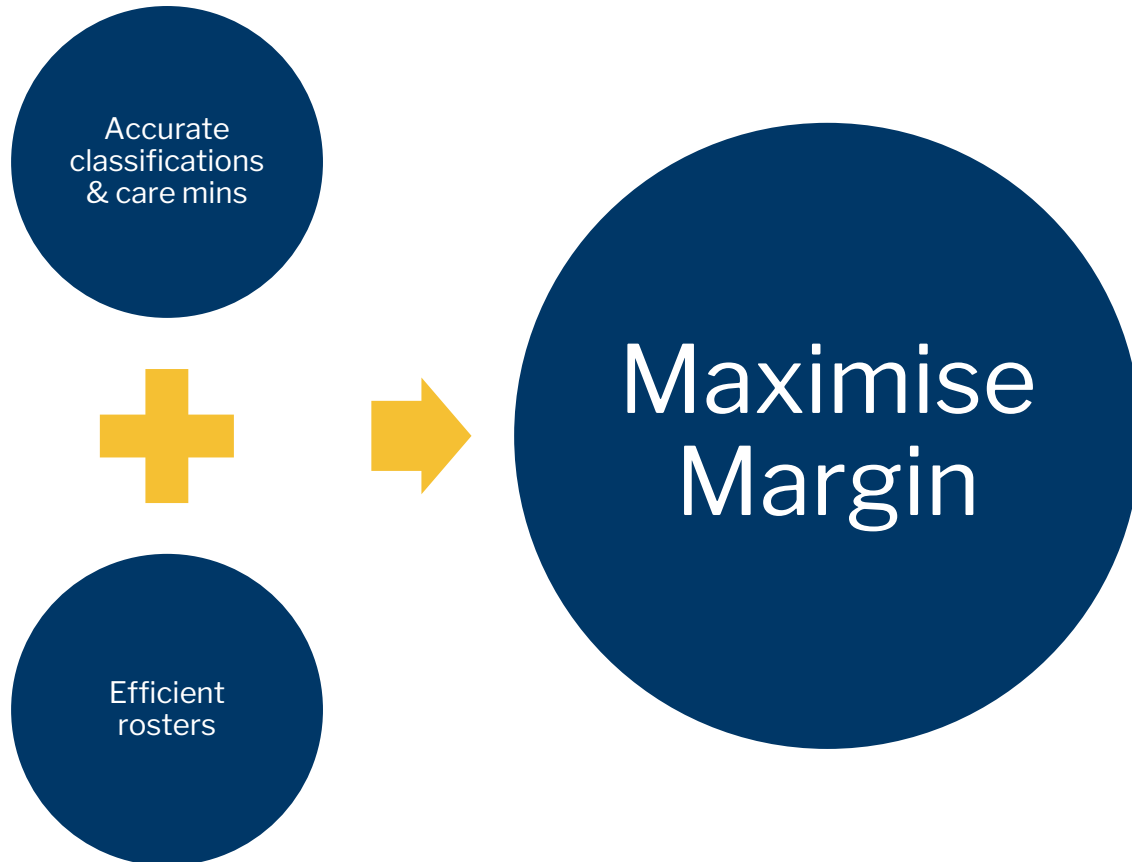 Accurate
classifications
& care mins
Efficient
rosters
Maximise
Margin